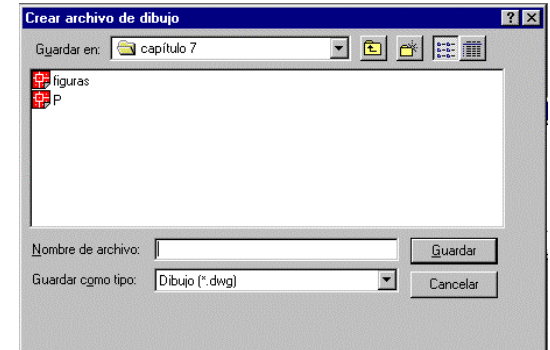 Crear archivo de dibujo
Guardar en: capítulo 7
figuras
P
Nombre de archivo: Guardar
Guardar como tipo: Dibujo (*.dwg) Cancelar